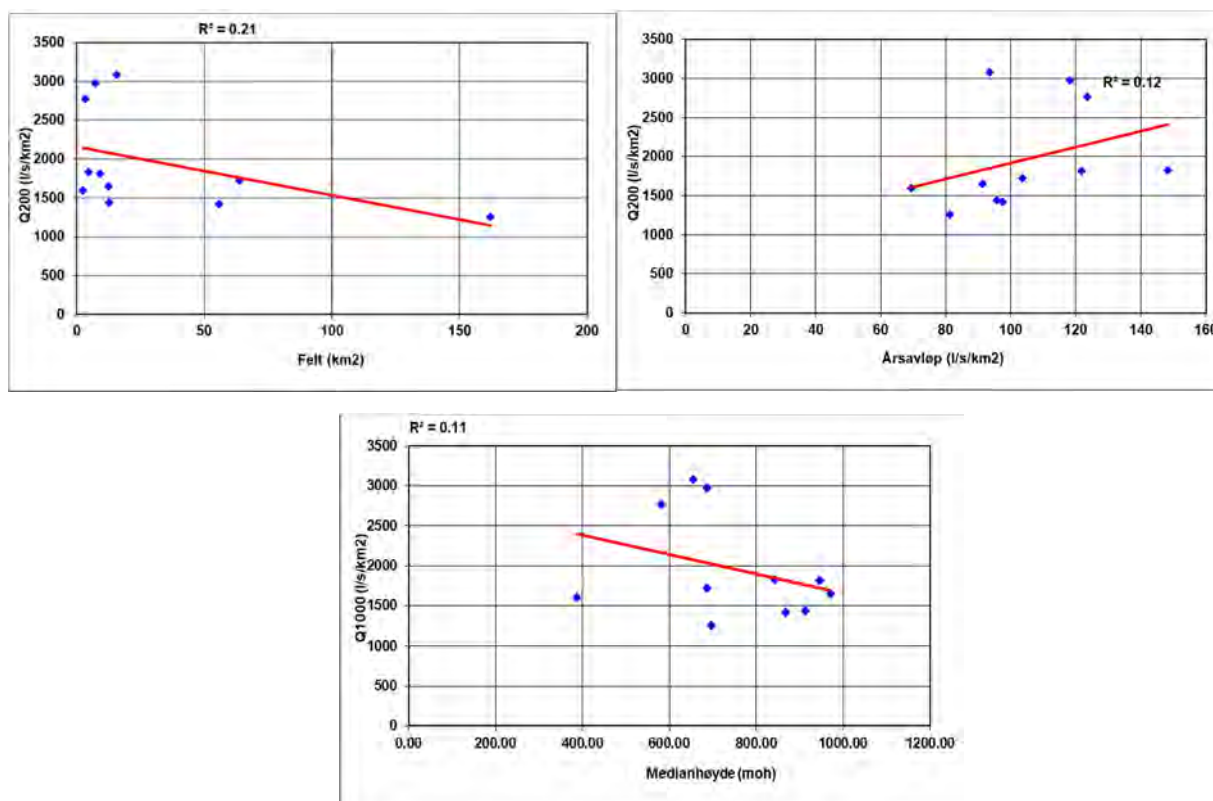 R² = 0.21
3500
3000
2500
2000
1500
1000
500
0
Q200 (l/s/km2)
0 50 100 150 200
Felt (km2)
3500
3000
2500
2000
1500
1000
500
0
Q200 (l/s/km2)
R² = 0.12
0 20 40 60 80 100 120 140 160
Årsavløp (l/s/km2)
R² = 0.11
3500
3000
2500
2000
1500
1000
500
0
Q1000 (l/s/km2)
0.00 200.00 400.00 600.00 800.00 1000.00 1200.00
Medianhøyde (moh)